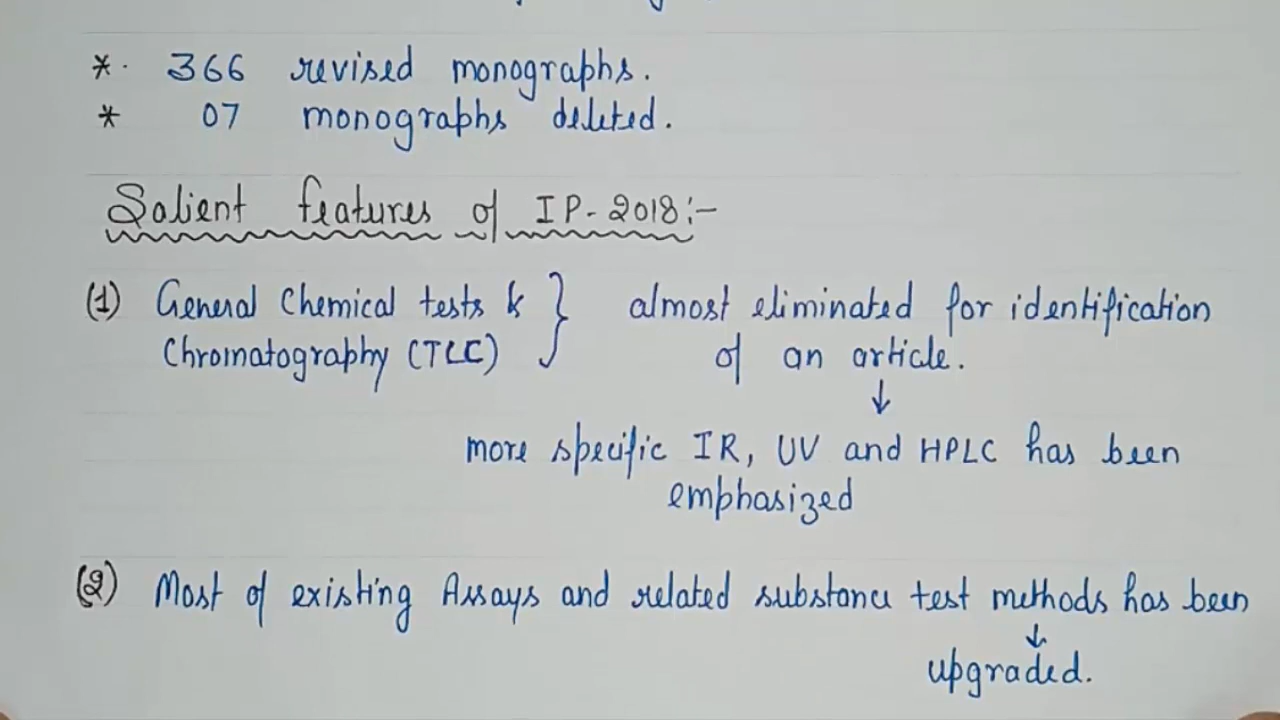 * · 366 revised monographs.
* 07 monographs deleted.
Salient features of IP-2018:-
(1) General Chemical tests & } almost eliminated for identification
Chromatography (TLC) of an article.
↓
more specific IR, UV and HPLC has been
emphasized
(2) Most of existing Assays and related substance test methods has been
↓
upgraded.